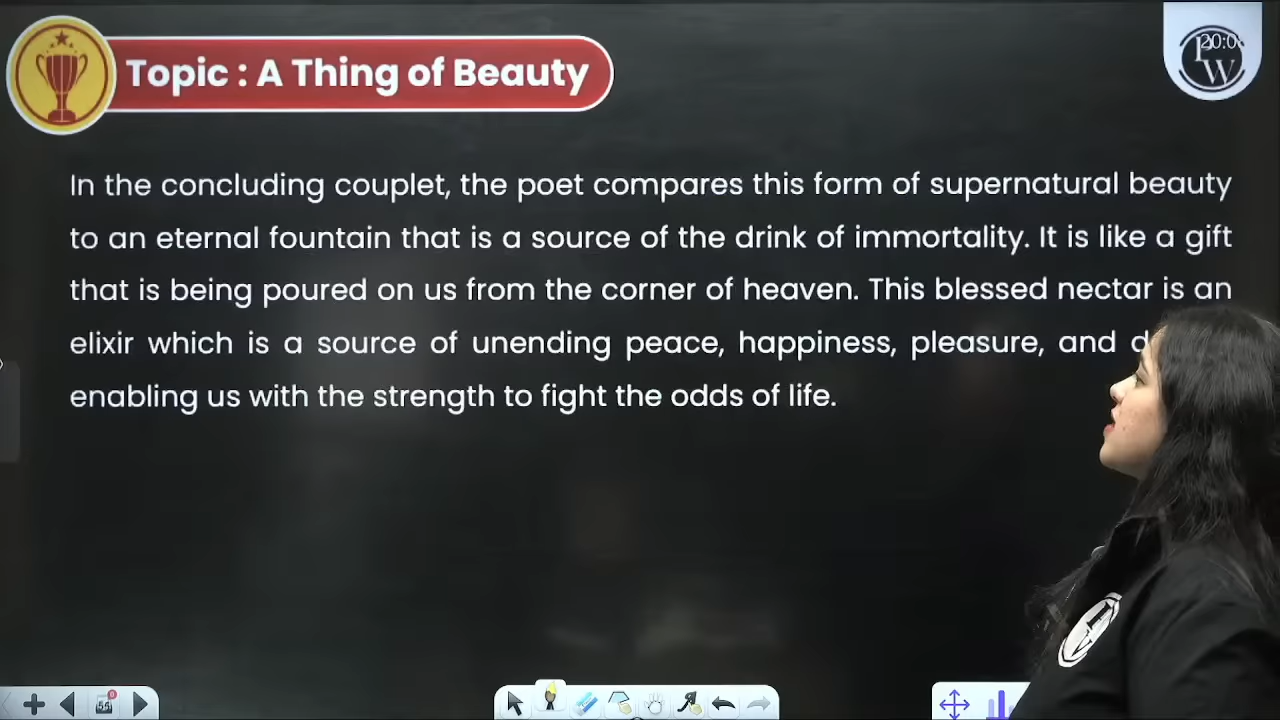 Topic : A Thing of Beauty
20:0
PW
In the concluding couplet, the poet compares this form of supernatural beauty
to an eternal fountain that is a source of the drink of immortality. It is like a gift
that is being poured on us from the corner of heaven. This blessed nectar is an
elixir which is a source of unending peace, happiness, pleasure, and
enabling us with the strength to fight the odds of life.